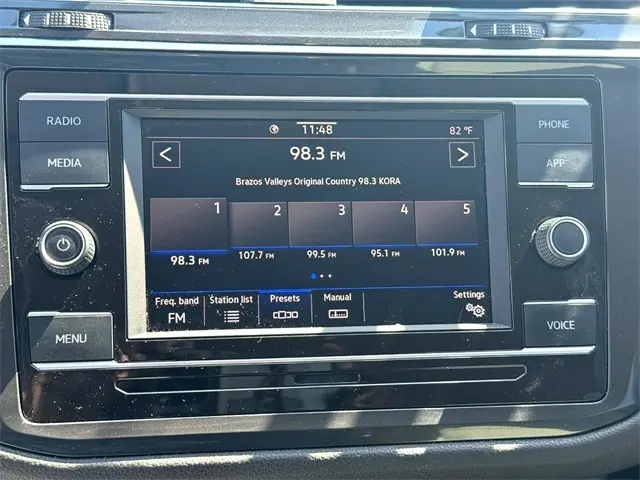 RADIO
MEDIA
MENU
11:48
82 °F
98.3 FM
Brazos Valleys Original Country 98.3 KORA
1 2 3 4 5
98.3 FM 107.7 FM 99.5 FM 95.1 FM 101.9 FM
Freq. band Station list Presets Manual Settings
FM
PHONE
APP
VOICE